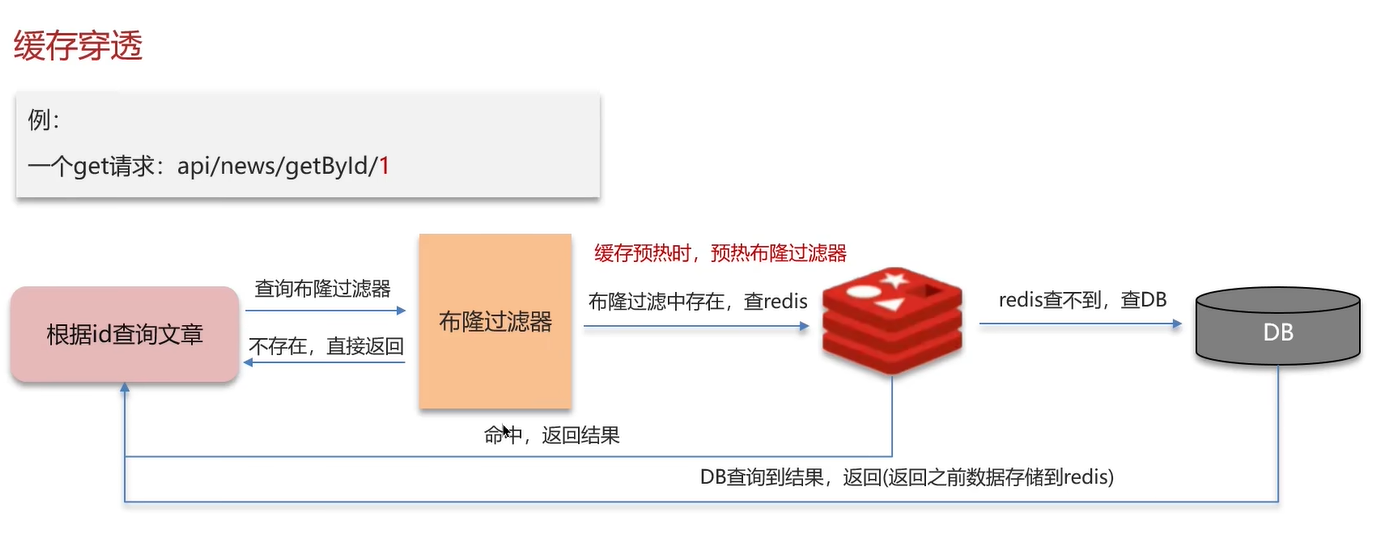 缓存穿透
例：
一个get请求：api/news/getById/1
缓存预热时，预热布隆过滤器
查询布隆过滤器
布隆过滤中存在，查redis
redis查不到，查DB
根据id查询文章
布隆过滤器
DB
不存在，直接返回
命中，返回结果
DB查询到结果，返回(返回之前数据存储到redis)